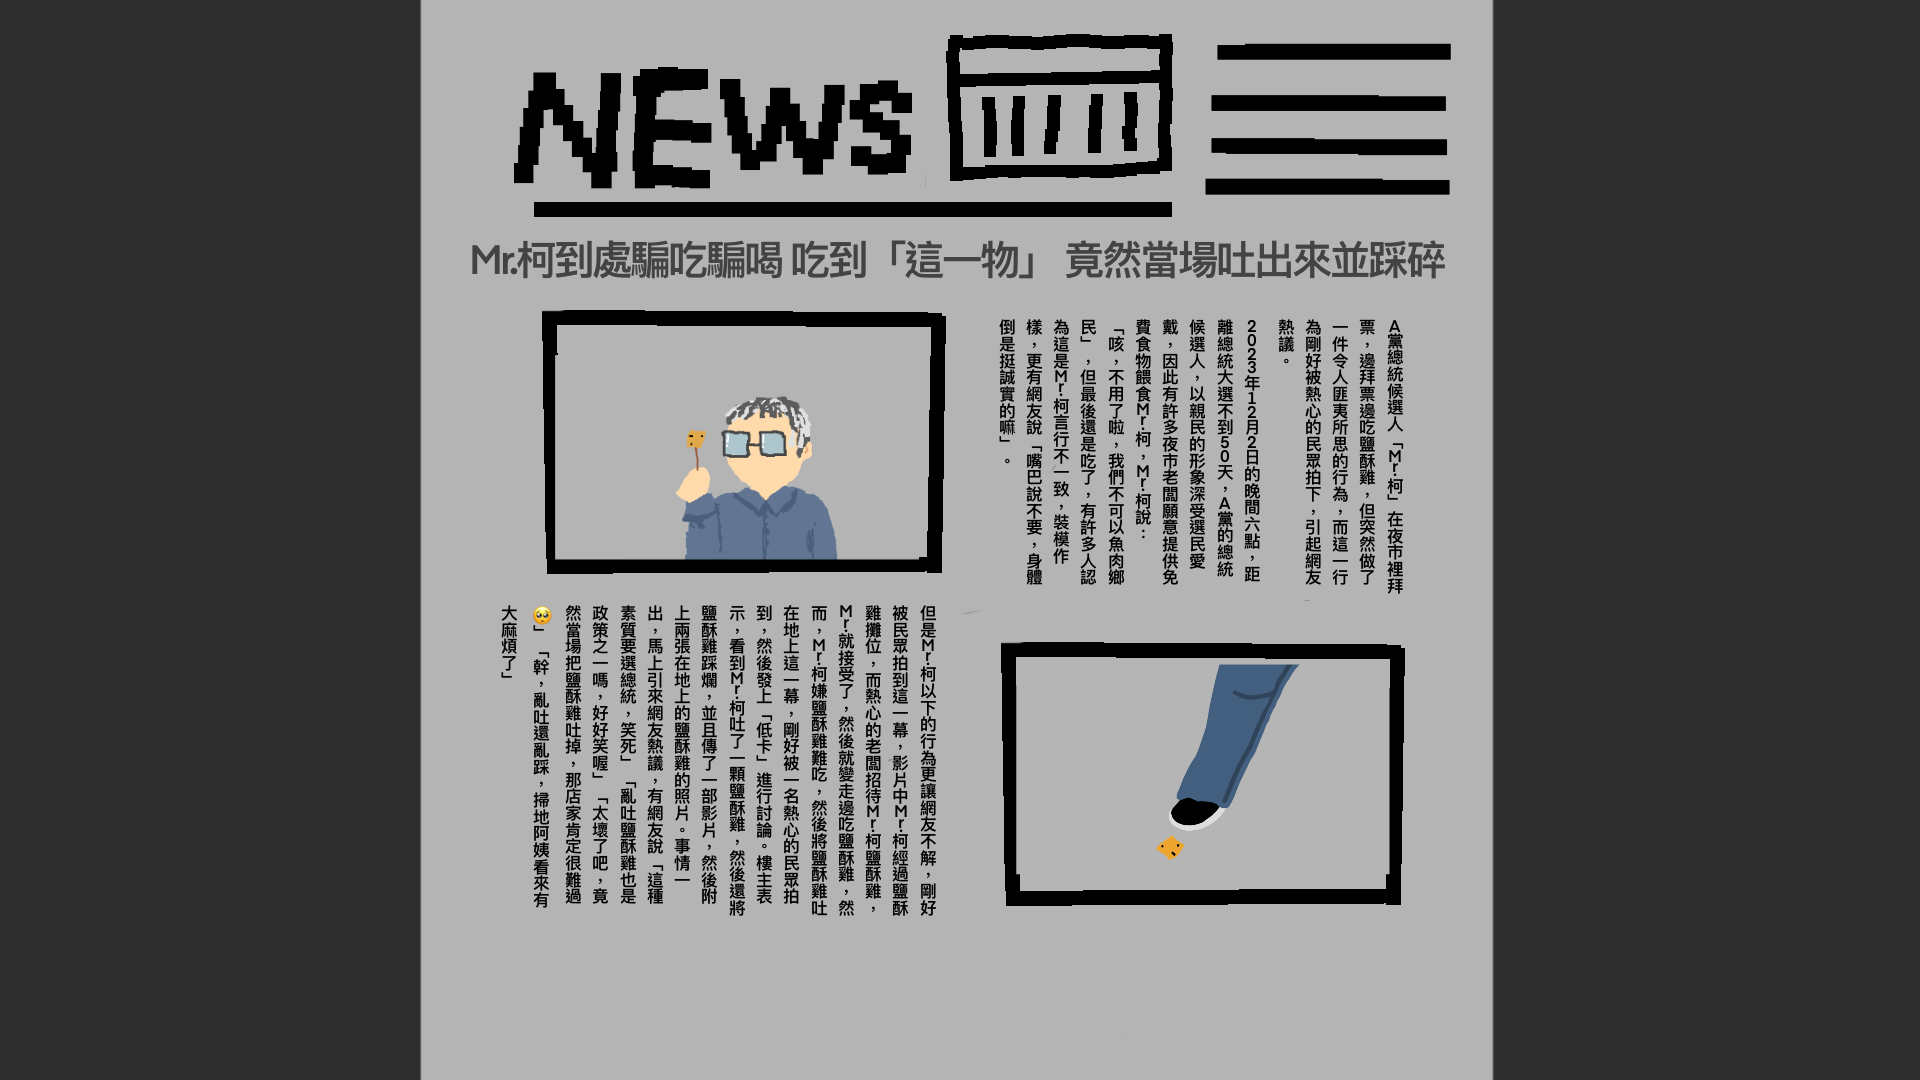 NEWS
Mr.柯到處騙吃騙喝 吃到「這一物」 竟然當場吐出來並踩碎
A黨總統候選人「Mr.柯」在夜市裡拜
票，邊拜票邊吃鹽酥雞，但突然做了
一件令人匪夷所思的行為，而這一行
為剛好被熱心的民眾拍下，引起網友
熱議。
2023年12月2日的晚間六點，距
離總統大選不到50天，A黨的總統
候選人，以親民的形象深受選民愛
戴，因此有許多夜市老闆願意提供免
費食物餵食Mr.柯，Mr.柯說：
「咳，不用了啦，我們不可以魚肉鄉
民」，但最後還是吃了，有許多人認
為這是Mr.柯言行不一致，裝模作
樣，更有網友說「嘴巴說不要，身體
倒是挺誠實的嘛」。
但是Mr.柯以下的行為更讓網友不解，剛好
被民眾拍到這一幕，影片中Mr.柯經過鹽酥
雞攤位，而熱心的老闆招待Mr.柯鹽酥雞，
Mr.就接受了，然後就變走邊吃鹽酥雞，然
而，Mr.柯嫌鹽酥雞難吃，然後將鹽酥雞吐
在地上這一幕，剛好被一名熱心的民眾拍
到，然後發上「低卡」進行討論。樓主表
示，看到Mr.柯吐了一顆鹽酥雞，然後還將
鹽酥雞踩爛，並且傳了一部影片，然後附
上兩張在地上的鹽酥雞的照片。事情一
出，馬上引來網友熱議，有網友說「這種
素質要選總統，笑死」「亂吐鹽酥雞也是
政策之一嗎，好好笑喔」「太壞了吧，竟
然當場把鹽酥雞吐掉，那店家肯定很難過
🥺」「幹，亂吐還亂踩，掃地阿姨看來有
大麻煩了」